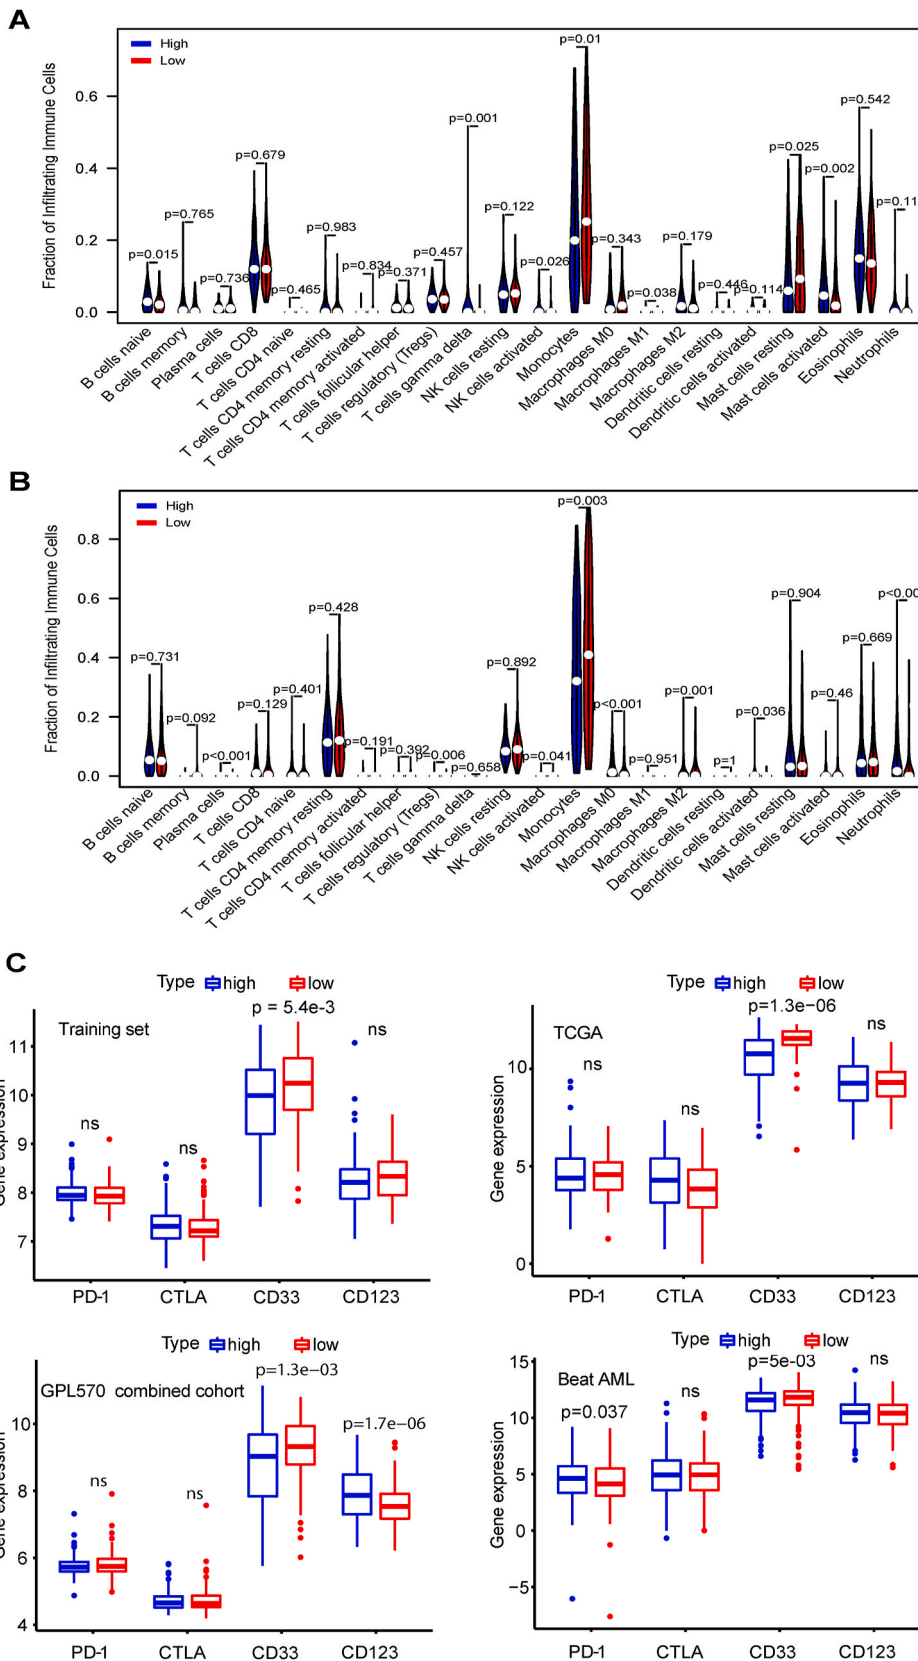 A
High
Low
Fraction of Infiltrating Immune Cells
0.6
0.4
0.2
0.0
p=0.015
p=0.765
p=0.736
p=0.679
p=0.465
p=0.983
p=0.834
p=0.371
p=0.457
p=0.001
p=0.122
p=0.026
p=0.01
p=0.343
p=0.038
p=0.179
p=0.446
p=0.114
p=0.025
p=0.002
p=0.542
p=0.11
B cells naive
B cells memory
Plasma cells
T cells CD8
T cells CD4 naive
T cells CD4 memory resting
T cells CD4 memory activated
T cells follicular helper
T cells regulatory (Tregs)
T cells gamma delta
NK cells resting
NK cells activated
Monocytes
Macrophages M0
Macrophages M1
Macrophages M2
Dendritic cells resting
Dendritic cells activated
Mast cells resting
Mast cells activated
Eosinophils
Neutrophils
B
High
Low
Fraction of Infiltrating Immune Cells
0.8
0.6
0.4
0.2
0.0
p=0.731
p=0.092
p<0.001
p=0.129
p=0.401
p=0.428
p=0.191
p=0.392
p=0.006
p=0.658
p=0.892
p=0.041
p=0.003
p<0.001
p=0.951
p=0.001
p=1
p=0.036
p=0.904
p=0.46
p=0.669
p<0.00
B cells naive
B cells memory
Plasma cells
T cells CD8
T cells CD4 naive
T cells CD4 memory resting
T cells CD4 memory activated
T cells follicular helper
T cells regulatory (Tregs)
T cells gamma delta
NK cells resting
NK cells activated
Monocytes
Macrophages M0
Macrophages M1
Macrophages M2
Dendritic cells resting
Dendritic cells activated
Mast cells resting
Mast cells activated
Eosinophils
Neutrophils
C
Type high low
Training set
p = 5.4e-3
ns
ns
ns
Gene expression
11
10
9
8
7
PD-1 CTLA CD33 CD123
Type high low
TCGA
p=1.3e−06
ns
ns
ns
Gene expression
10
5
0
PD-1 CTLA CD33 CD123
Type high low
GPL570 combined cohort
p=1.3e−03
p=1.7e−06
ns
ns
Gene expression
10
8
6
4
PD-1 CTLA CD33 CD123
Type high low
Beat AML
p=5e-03
p=0.037
ns
ns
Gene expression
15
10
5
0
−5
PD-1 CTLA CD33 CD123